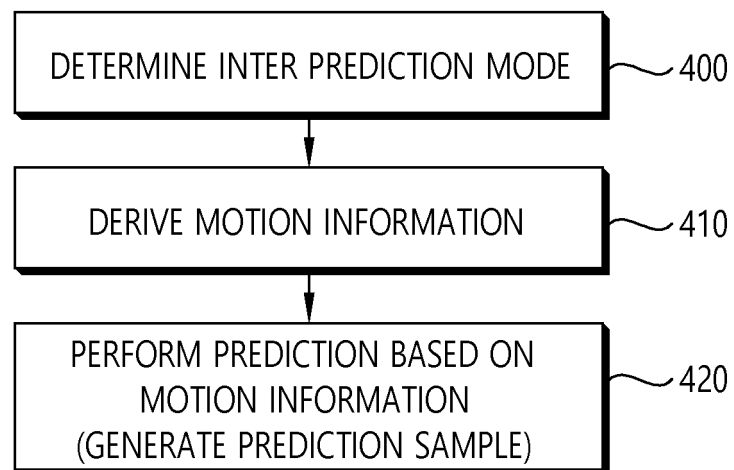 DETERMINE INTER PREDICTION MODE
400
DERIVE MOTION INFORMATION
410
PERFORM PREDICTION BASED ON
MOTION INFORMATION
(GENERATE PREDICTION SAMPLE)
420